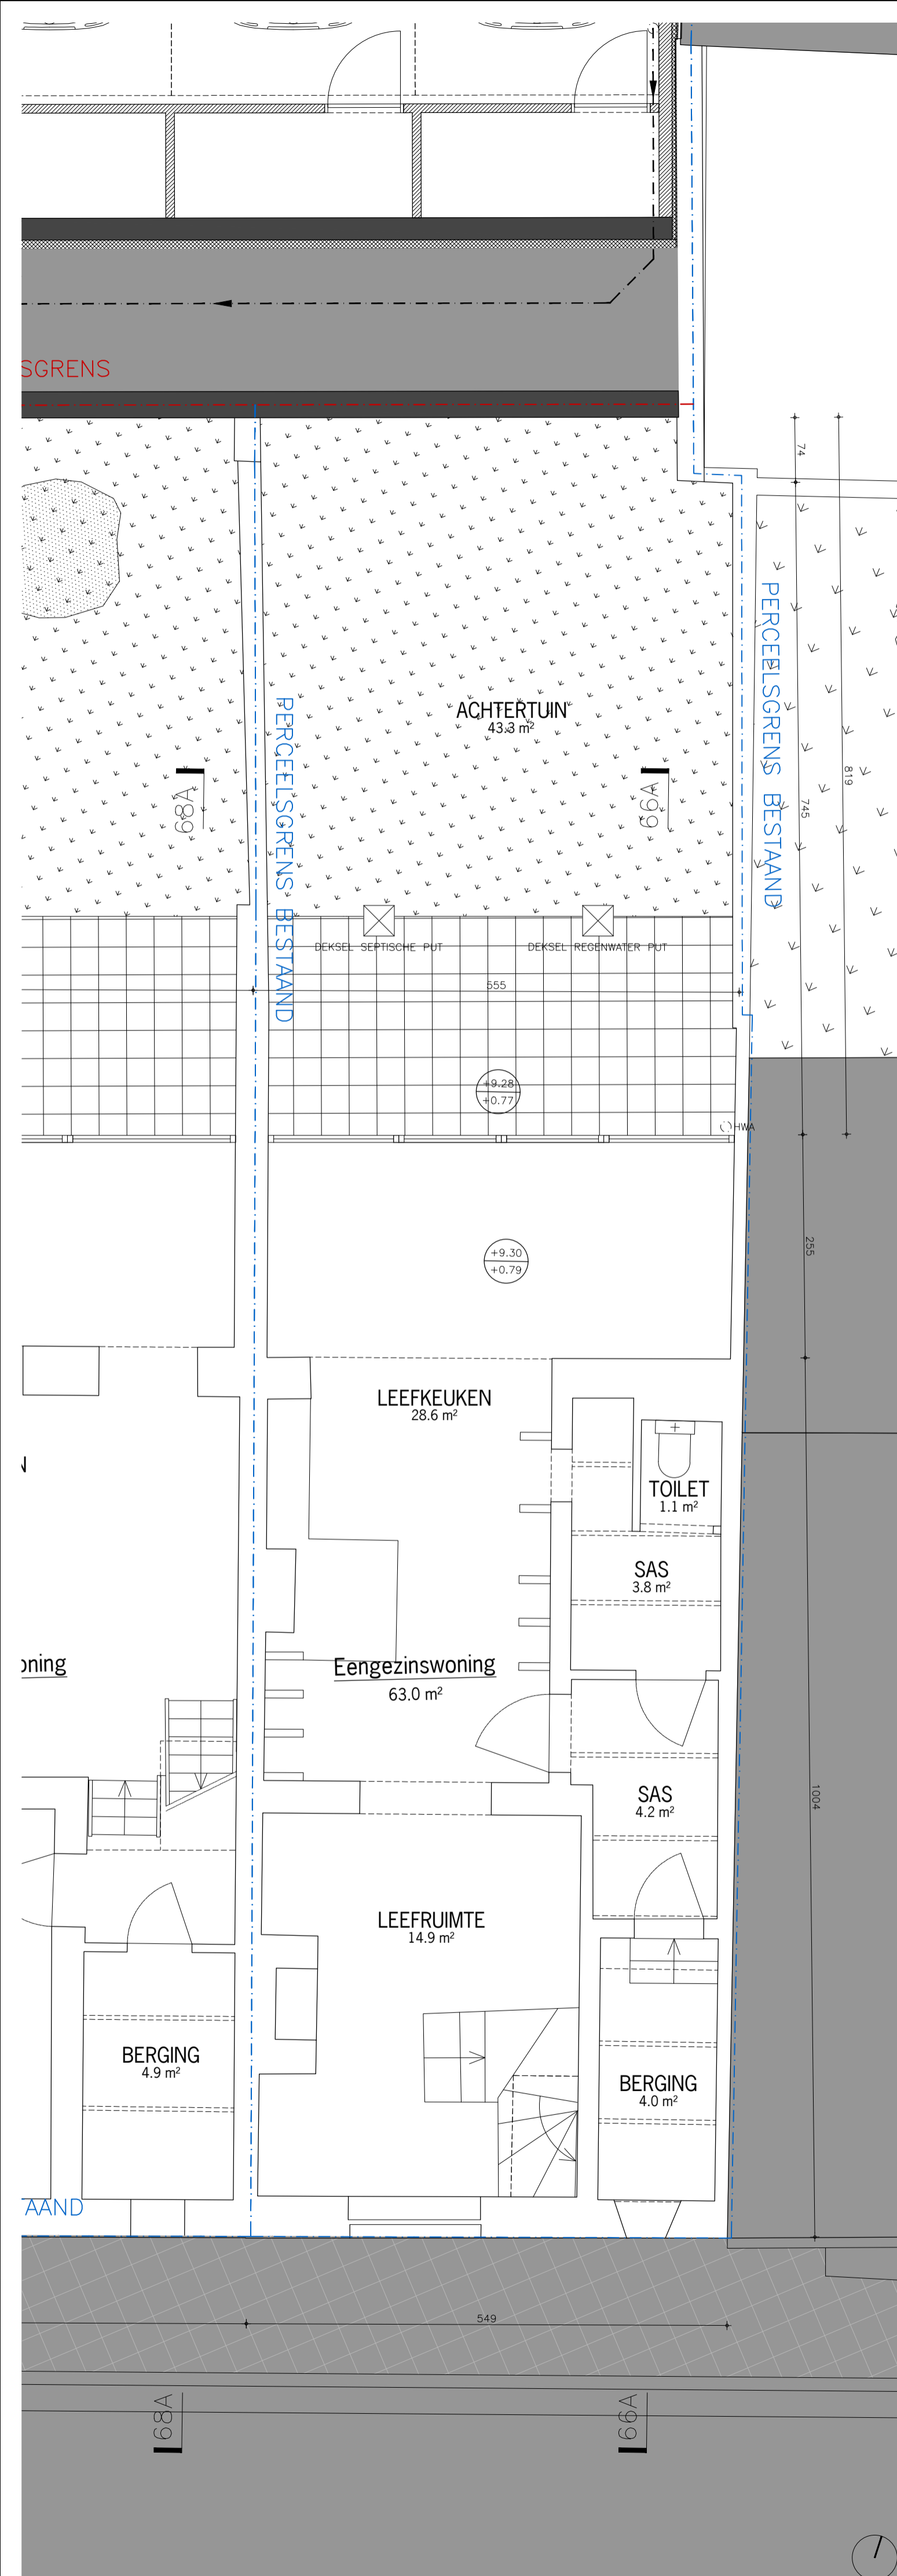 SGRENS
74
PERCEELSGRENS BESTAAND
ACHTERTUIN
43.3 m²
PERCEELSGRENS BESTAAND
68A
66A
819
745
DEKSEL SEPTISCHE PUT
DEKSEL REGENWATER PUT
555
+9.28
+0.77
HWA
255
+9.30
+0.79
LEEFKEUKEN
28.6 m²
N
TOILET
1.1 m²
SAS
3.8 m²
oning
Eengezinswoning
63.0 m²
SAS
4.2 m²
1004
LEEFRUIMTE
14.9 m²
BERGING
4.9 m²
BERGING
4.0 m²
AAND
549
68A
66A